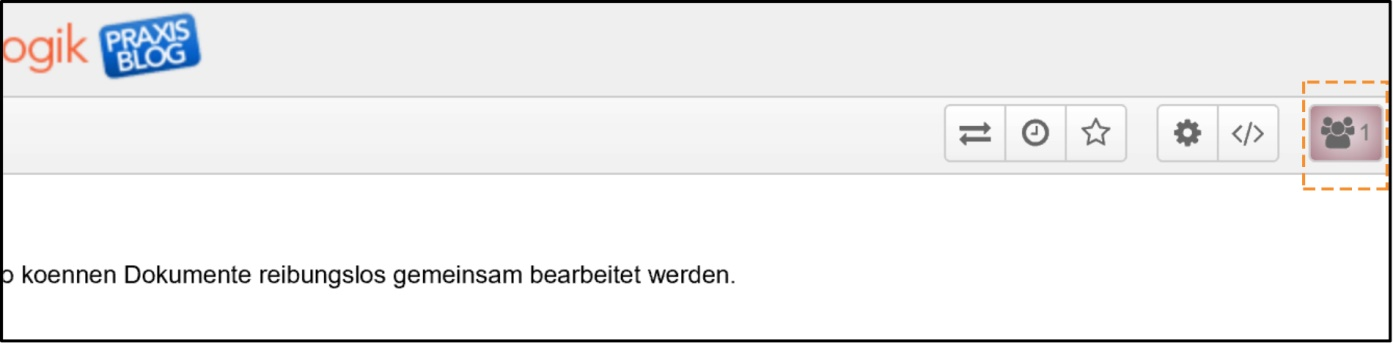 ogik PRAXIS
BLOG
1
o koennen Dokumente reibungslos gemeinsam bearbeitet werden.